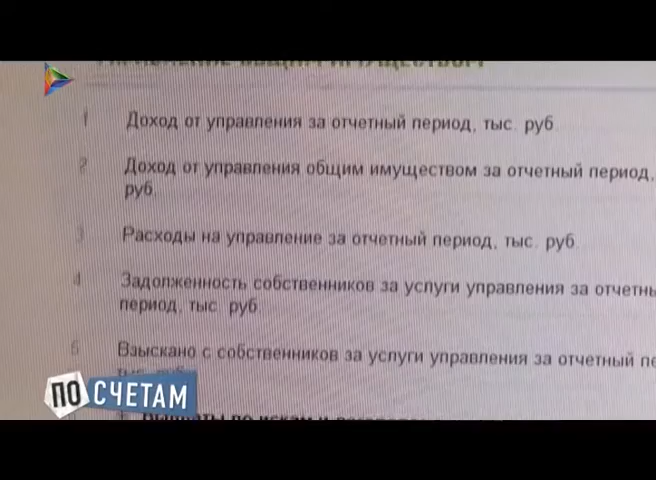 1 Доход от управления за отчетный период, тыс. руб.
2 Доход от управления общим имуществом за отчетный период,
руб.
3 Расходы на управление за отчетный период, тыс. руб.
4 Задолженность собственников за услуги управления за отчетны
период, тыс. руб.
5 Взыскано с собственников за услуги управления за отчетный пе
ПО СЧЕТАМ